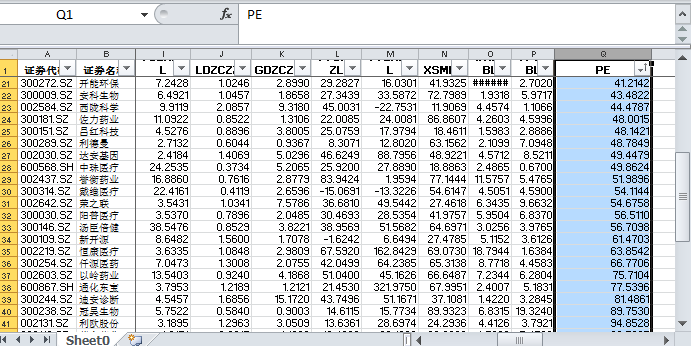 Q1 fx PE
A B I J K L M N O P Q
1 证券代 证券名 L LDZCZ GDZCZ ZL L XSMI BL BL PE
21 300272.SZ 开能环保 7.2428 1.0246 2.8990 29.2827 16.0301 41.9325 ###### 2.7020 41.2142
22 300009.SZ 安科生物 6.4921 1.0457 1.8658 27.3433 33.5872 72.7989 1.9318 5.9717 43.4822
23 002584.SZ 西陇科学 9.9119 2.0857 9.3180 45.0031 -22.7531 11.9069 4.4574 1.1066 44.4787
24 300181.SZ 佐力药业 11.0922 0.8522 1.3106 22.0085 24.0081 86.8607 4.2603 4.5996 48.0015
25 300151.SZ 昌红科技 4.5276 0.8896 3.8005 25.0759 17.9794 18.4611 1.5983 2.8886 48.1421
26 300289.SZ 利德曼 2.7132 0.6044 0.9367 8.3071 12.8020 63.1562 2.1099 7.0948 48.7849
27 002030.SZ 达安基因 2.4184 1.4069 5.0296 46.6249 88.7956 48.9221 4.5712 8.5211 49.4479
28 600568.SH 中珠医疗 24.2535 0.3734 5.2065 25.9200 27.8890 18.8863 2.4865 0.6700 49.8624
29 002437.SZ 誉衡药业 16.8860 0.7616 2.8779 83.9424 1.9594 77.1444 11.5757 5.4765 51.9696
30 300314.SZ 戴维医疗 22.4161 0.4119 2.6596 -15.0691 -13.3226 54.6147 4.5051 4.5900 54.1144
31 002642.SZ 荣之联 3.5431 1.0341 7.5786 36.6810 49.5442 27.4618 6.3435 9.6632 54.6758
32 300030.SZ 阳普医疗 3.5370 0.7896 2.0485 30.4693 28.5354 41.9757 5.9504 6.8370 56.5110
33 300146.SZ 汤臣倍健 38.5476 0.8529 3.8221 38.9569 51.5682 64.6971 3.0256 3.9765 56.7098
34 300109.SZ 新开源 8.6482 1.5600 1.7078 -1.6242 6.6494 27.4785 5.1152 3.6126 61.4703
35 002219.SZ 恒康医疗 3.6335 1.0848 2.9809 67.5920 162.8429 69.0730 18.7944 1.6384 63.8542
36 300254.SZ 仟源医药 7.0473 1.3008 2.0755 42.0499 64.2385 65.3138 8.7718 4.4583 66.7706
37 002603.SZ 以岭药业 13.5403 0.9240 4.1868 51.0400 45.1626 66.6487 7.2344 6.2804 75.7104
38 600867.SH 通化东宝 3.7953 1.2189 1.2121 21.4530 321.9750 67.9951 2.4007 5.1831 77.5396
39 300244.SZ 迪安诊断 4.5457 1.6856 15.1720 43.7496 51.1671 37.1081 1.4220 3.2845 81.4861
40 300238.SZ 冠昊生物 5.7522 0.5840 0.9003 14.6115 15.7734 89.9323 6.8315 19.3240 89.7530
41 002131.SZ 利欧股份 3.1895 1.2963 3.0509 13.6361 28.6974 24.2936 4.4126 3.7921 94.8528
Sheet0